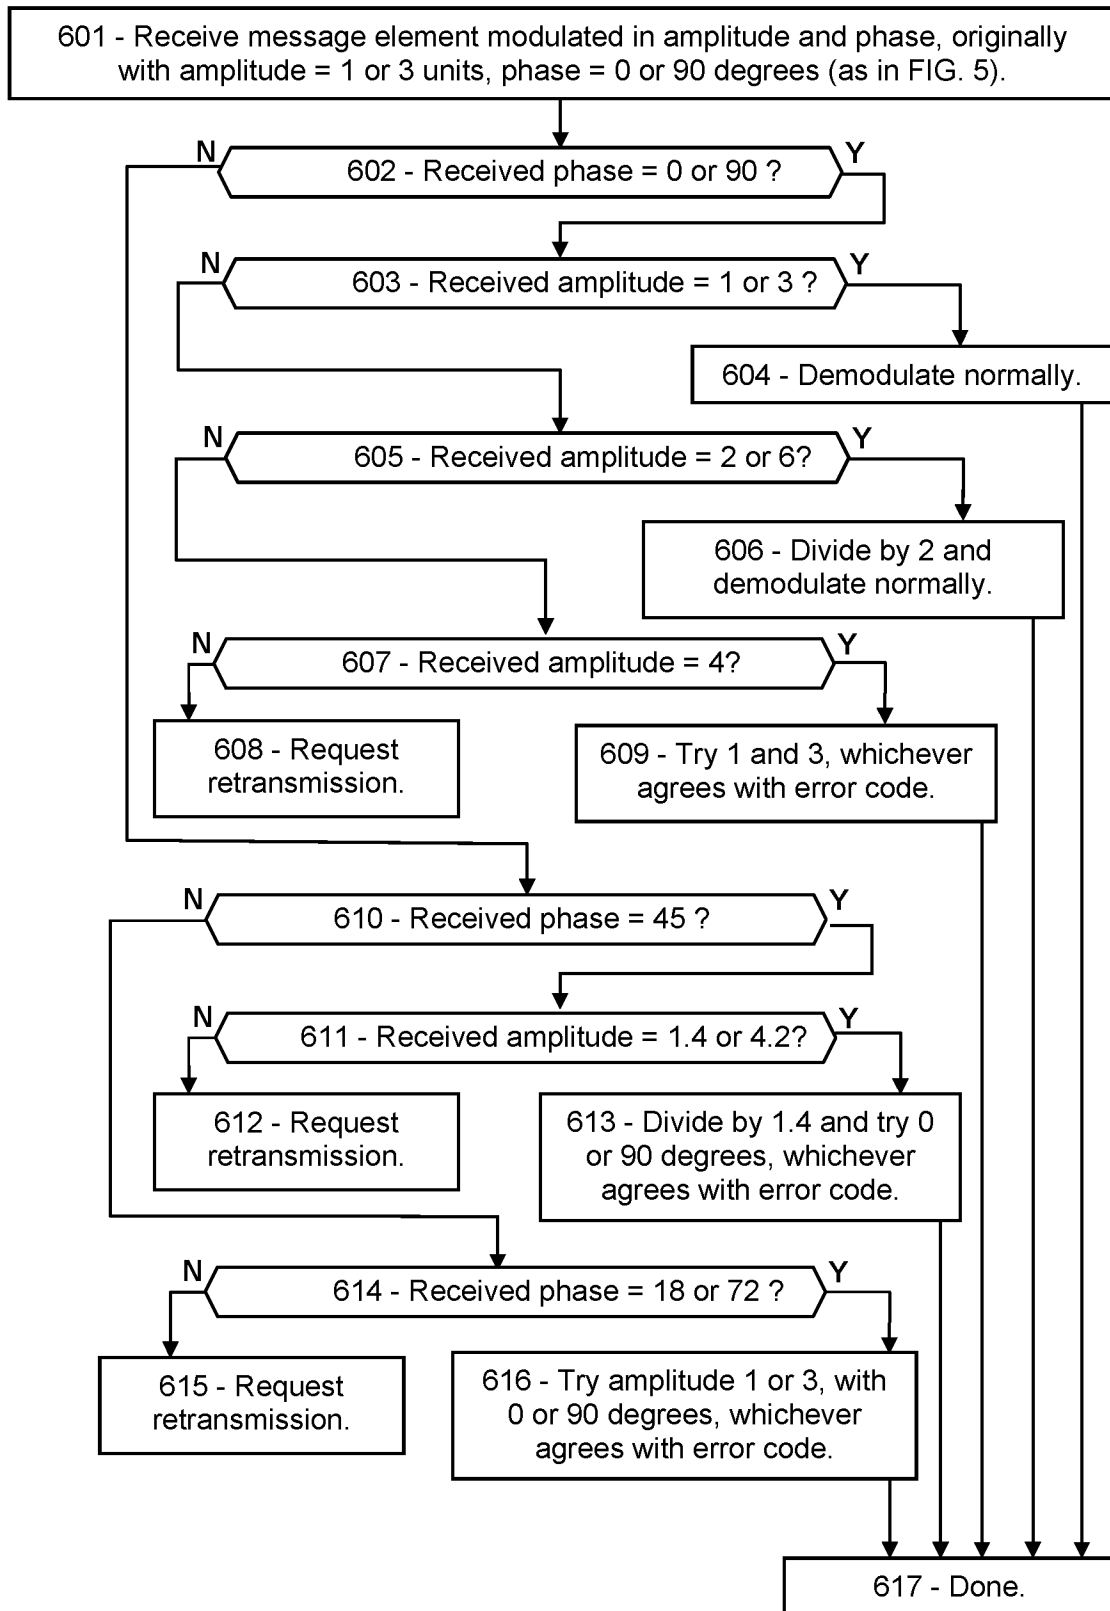 601 - Receive message element modulated in amplitude and phase, originally
with amplitude = 1 or 3 units, phase = 0 or 90 degrees (as in FIG. 5).
N
Y
602 - Received phase = 0 or 90 ?
N
Y
603 - Received amplitude = 1 or 3 ?
604 - Demodulate normally.
N
Y
605 - Received amplitude = 2 or 6?
606 - Divide by 2 and
demodulate normally.
N
Y
607 - Received amplitude = 4?
608 - Request
retransmission.
609 - Try 1 and 3, whichever
agrees with error code.
N
Y
610 - Received phase = 45 ?
N
Y
611 - Received amplitude = 1.4 or 4.2?
612 - Request
retransmission.
613 - Divide by 1.4 and try 0
or 90 degrees, whichever
agrees with error code.
N
Y
614 - Received phase = 18 or 72 ?
615 - Request
retransmission.
616 - Try amplitude 1 or 3, with
0 or 90 degrees, whichever
agrees with error code.
617 - Done.